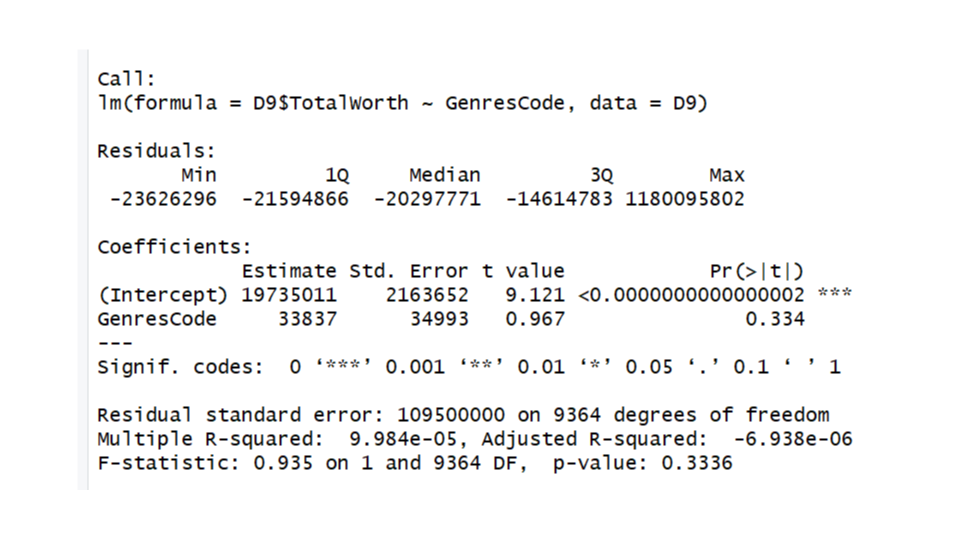 Call:
lm(formula = D9$TotalWorth ~ GenresCode, data = D9)
Residuals:
Min 1Q Median 3Q Max
-23626296 -21594866 -20297771 -14614783 1180095802
Coefficients:
Estimate Std. Error t value Pr(>|t|)
(Intercept) 19735011 2163652 9.121 <0.0000000000000002 ***
GenresCode 33837 34993 0.967 0.334
---
Signif. codes: 0 ‘***’ 0.001 ‘**’ 0.01 ‘*’ 0.05 ‘.’ 0.1 ‘ ’ 1
Residual standard error: 109500000 on 9364 degrees of freedom
Multiple R-squared: 9.984e-05, Adjusted R-squared: -6.938e-06
F-statistic: 0.935 on 1 and 9364 DF, p-value: 0.3336